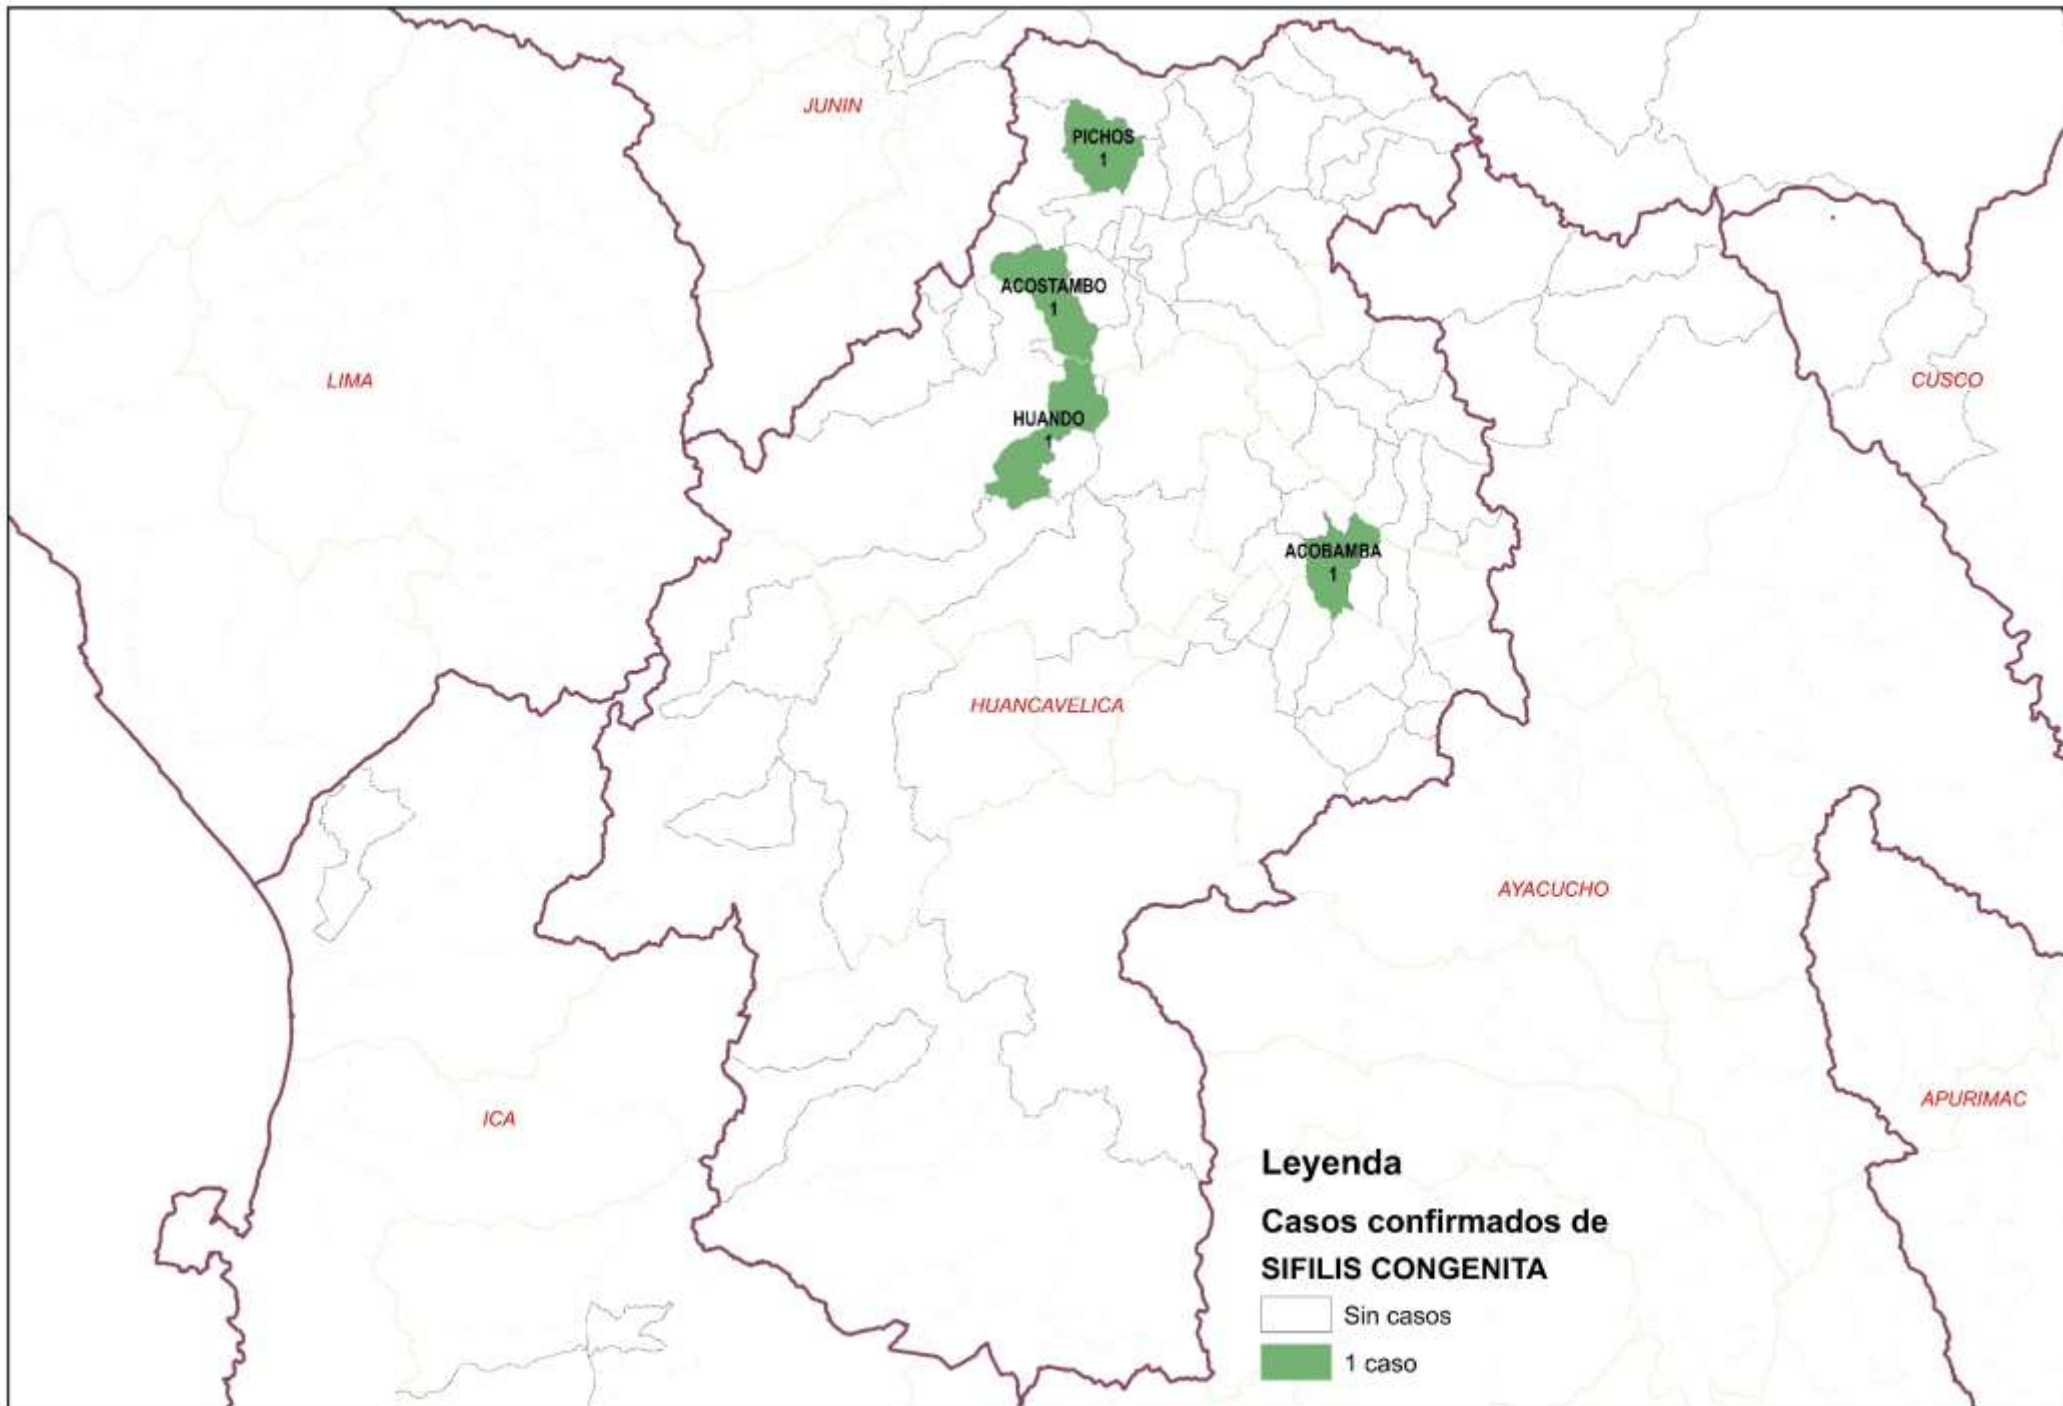 JUNIN
PICHOS
1
ACOSTAMBO
1
LIMA
CUSCO
HUANDO
1
ACOBAMBA
1
HUANCAVELICA
AYACUCHO
APURIMAC
ICA
Leyenda
Casos confirmados de
SIFILIS CONGENITA
Sin casos
1 caso